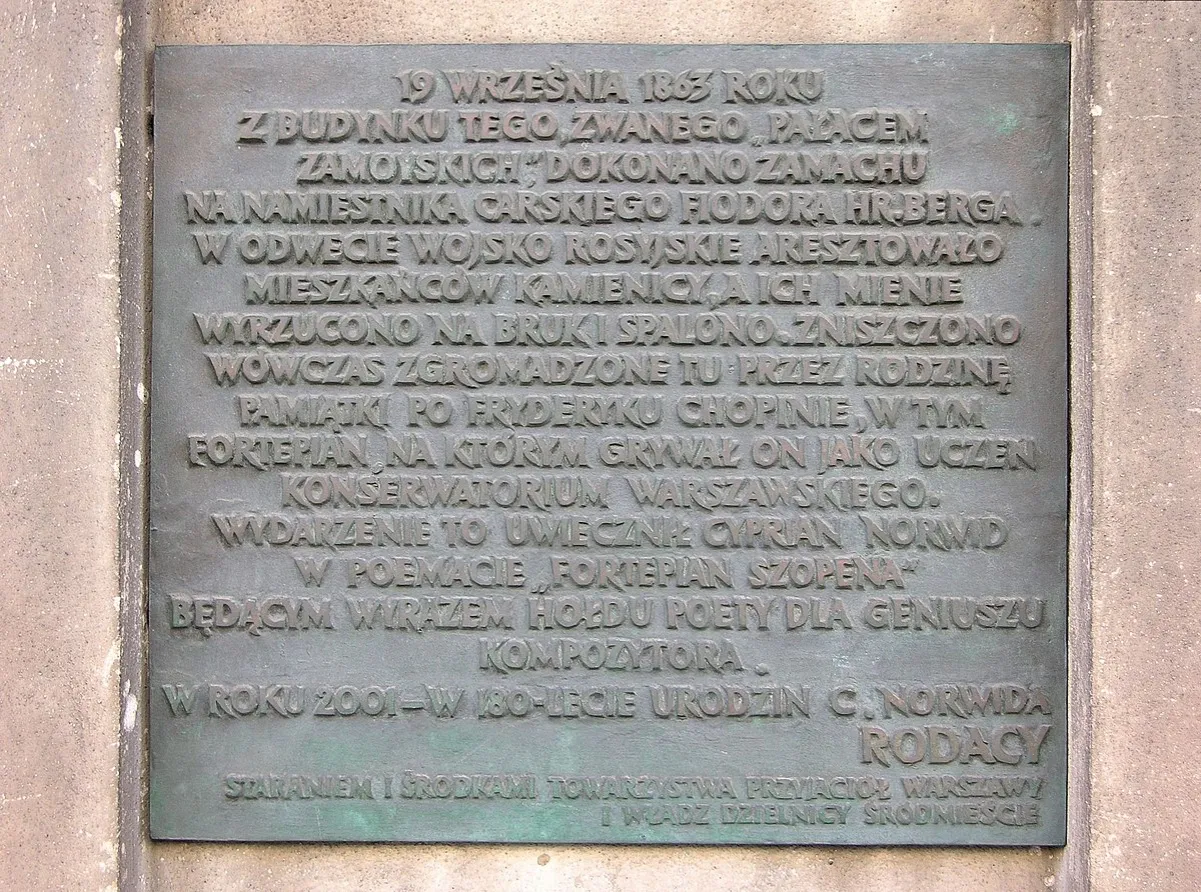 19 WRZEŚNIA 1863 ROKU
Z BUDYNKU TEGO, ZWANEGO „PAŁACEM
ZAMOYSKICH”, DOKONANO ZAMACHU
NA NAMIESTNIKA CARSKIEGO FIODORA HR. BERGA.
W ODWECIE WOJSKO ROSYJSKIE ARESZTOWAŁO
MIESZKAŃCÓW KAMIENICY, A ICH MIENIE
WYRZUCONO NA BRUK I SPALONO. ZNISZCZONO
WÓWCZAS ZGROMADZONE TU PRZEZ RODZINĘ
PAMIĄTKI PO FRYDERYKU CHOPINIE, W TYM
FORTEPIAN, NA KTÓRYM GRYWAŁ ON JAKO UCZEŃ
KONSERWATORIUM WARSZAWSKIEGO.
WYDARZENIE TO UWIECZNIŁ CYPRIAN NORWID
W POEMACIE „FORTEPIAN SZOPENA”
BĘDĄCYM WYRAZEM HOŁDU POETY DLA GENIUSZU
KOMPOZYTORA.
W ROKU 2001–W 180-LECIE URODZIN C. NORWIDA
RODACY
STARANIEM I ŚRODKAMI TOWARZYSTWA PRZYJACIÓŁ WARSZAWY
I WŁADZ DZIELNICY ŚRÓDMIEŚCIE